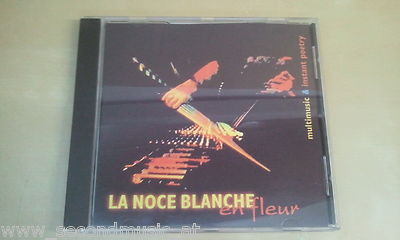 multimusic & instant poetry
LA NOCE BLANCHE
en fleur
www.secondmusic.at